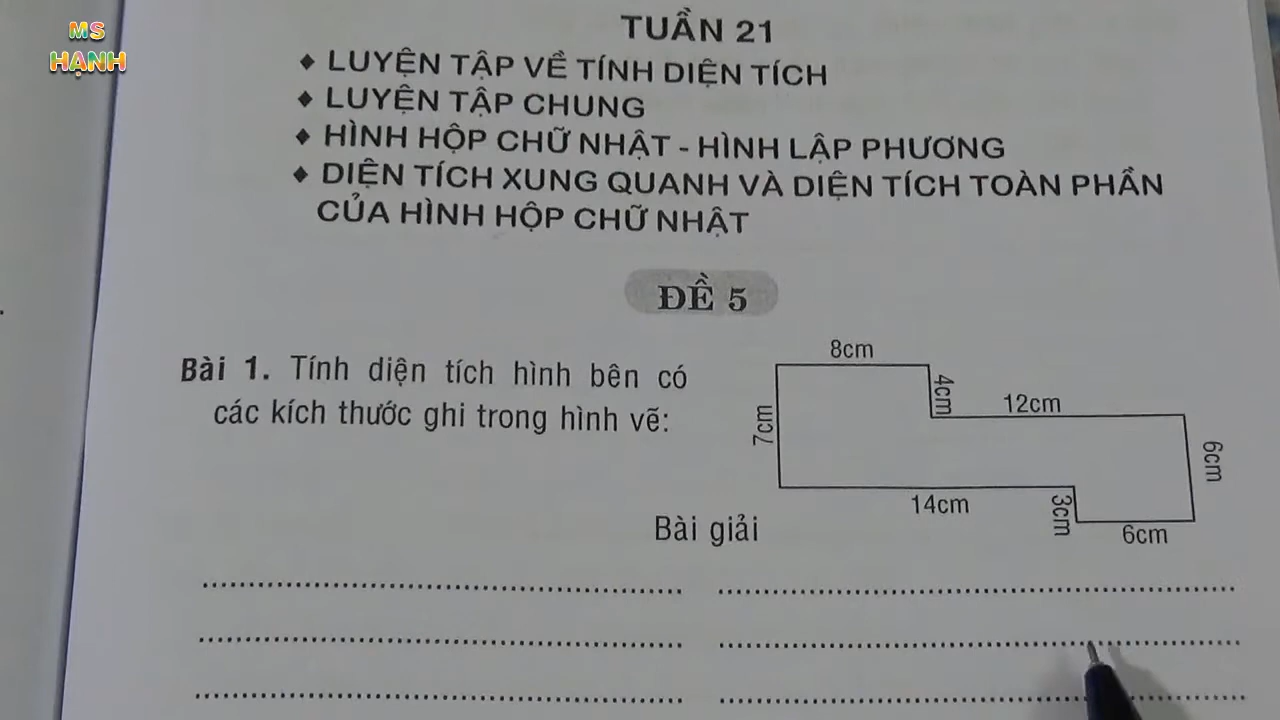 MS
HẠNH
TUẦN 21
♦ LUYỆN TẬP VỀ TÍNH DIỆN TÍCH
♦ LUYỆN TẬP CHUNG
♦ HÌNH HỘP CHỮ NHẬT - HÌNH LẬP PHƯƠNG
♦ DIỆN TÍCH XUNG QUANH VÀ DIỆN TÍCH TOÀN PHẦN
CỦA HÌNH HỘP CHỮ NHẬT
ĐỀ 5
Bài 1. Tính diện tích hình bên có
các kích thước ghi trong hình vẽ:
8cm
4cm
12cm
7cm
6cm
14cm
3cm
6cm
Bài giải